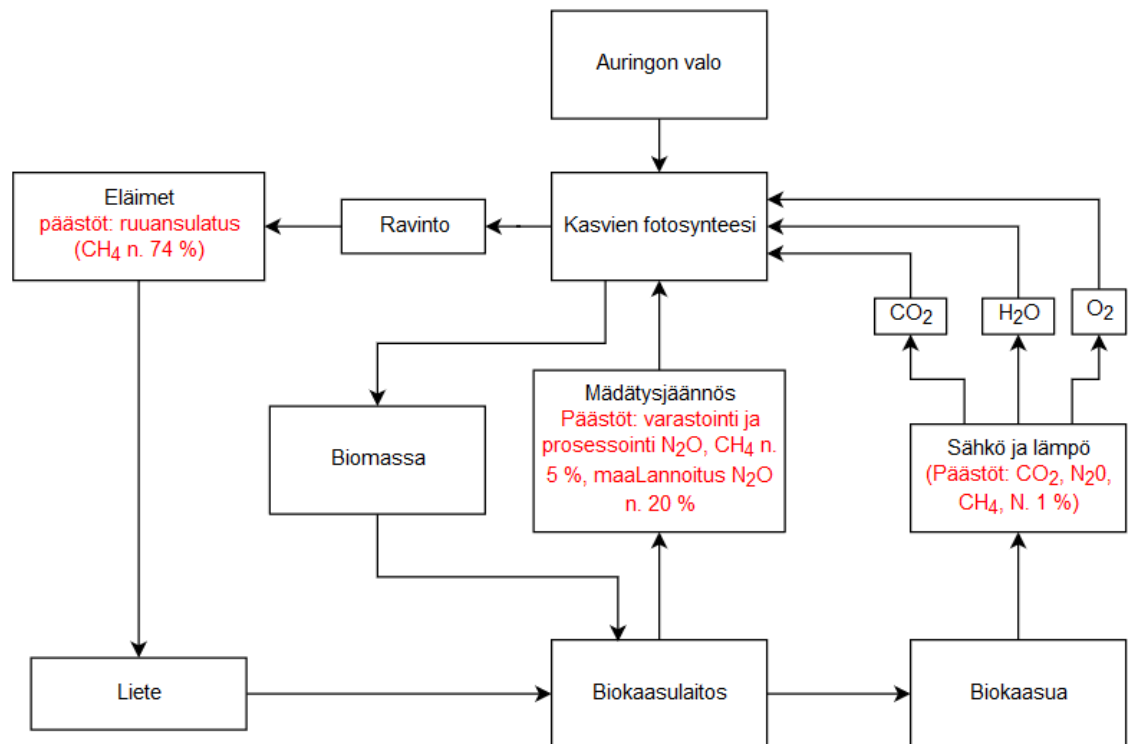 Auringon valo
Eläimet
päästöt: ruuansulatus
(CH₄ n. 74 %)
Ravinto
Kasvien fotosynteesi
CO₂
H₂O
O₂
Biomassa
Mädätysjäännös
Päästöt: varastointi ja
prosessointi N₂O, CH₄ n.
5 %, maaLannoitus N₂O
n. 20 %
Sähkö ja lämpö
(Päästöt: CO₂, N₂0,
CH₄, N. 1 %)
Liete
Biokaasulaitos
Biokaasua